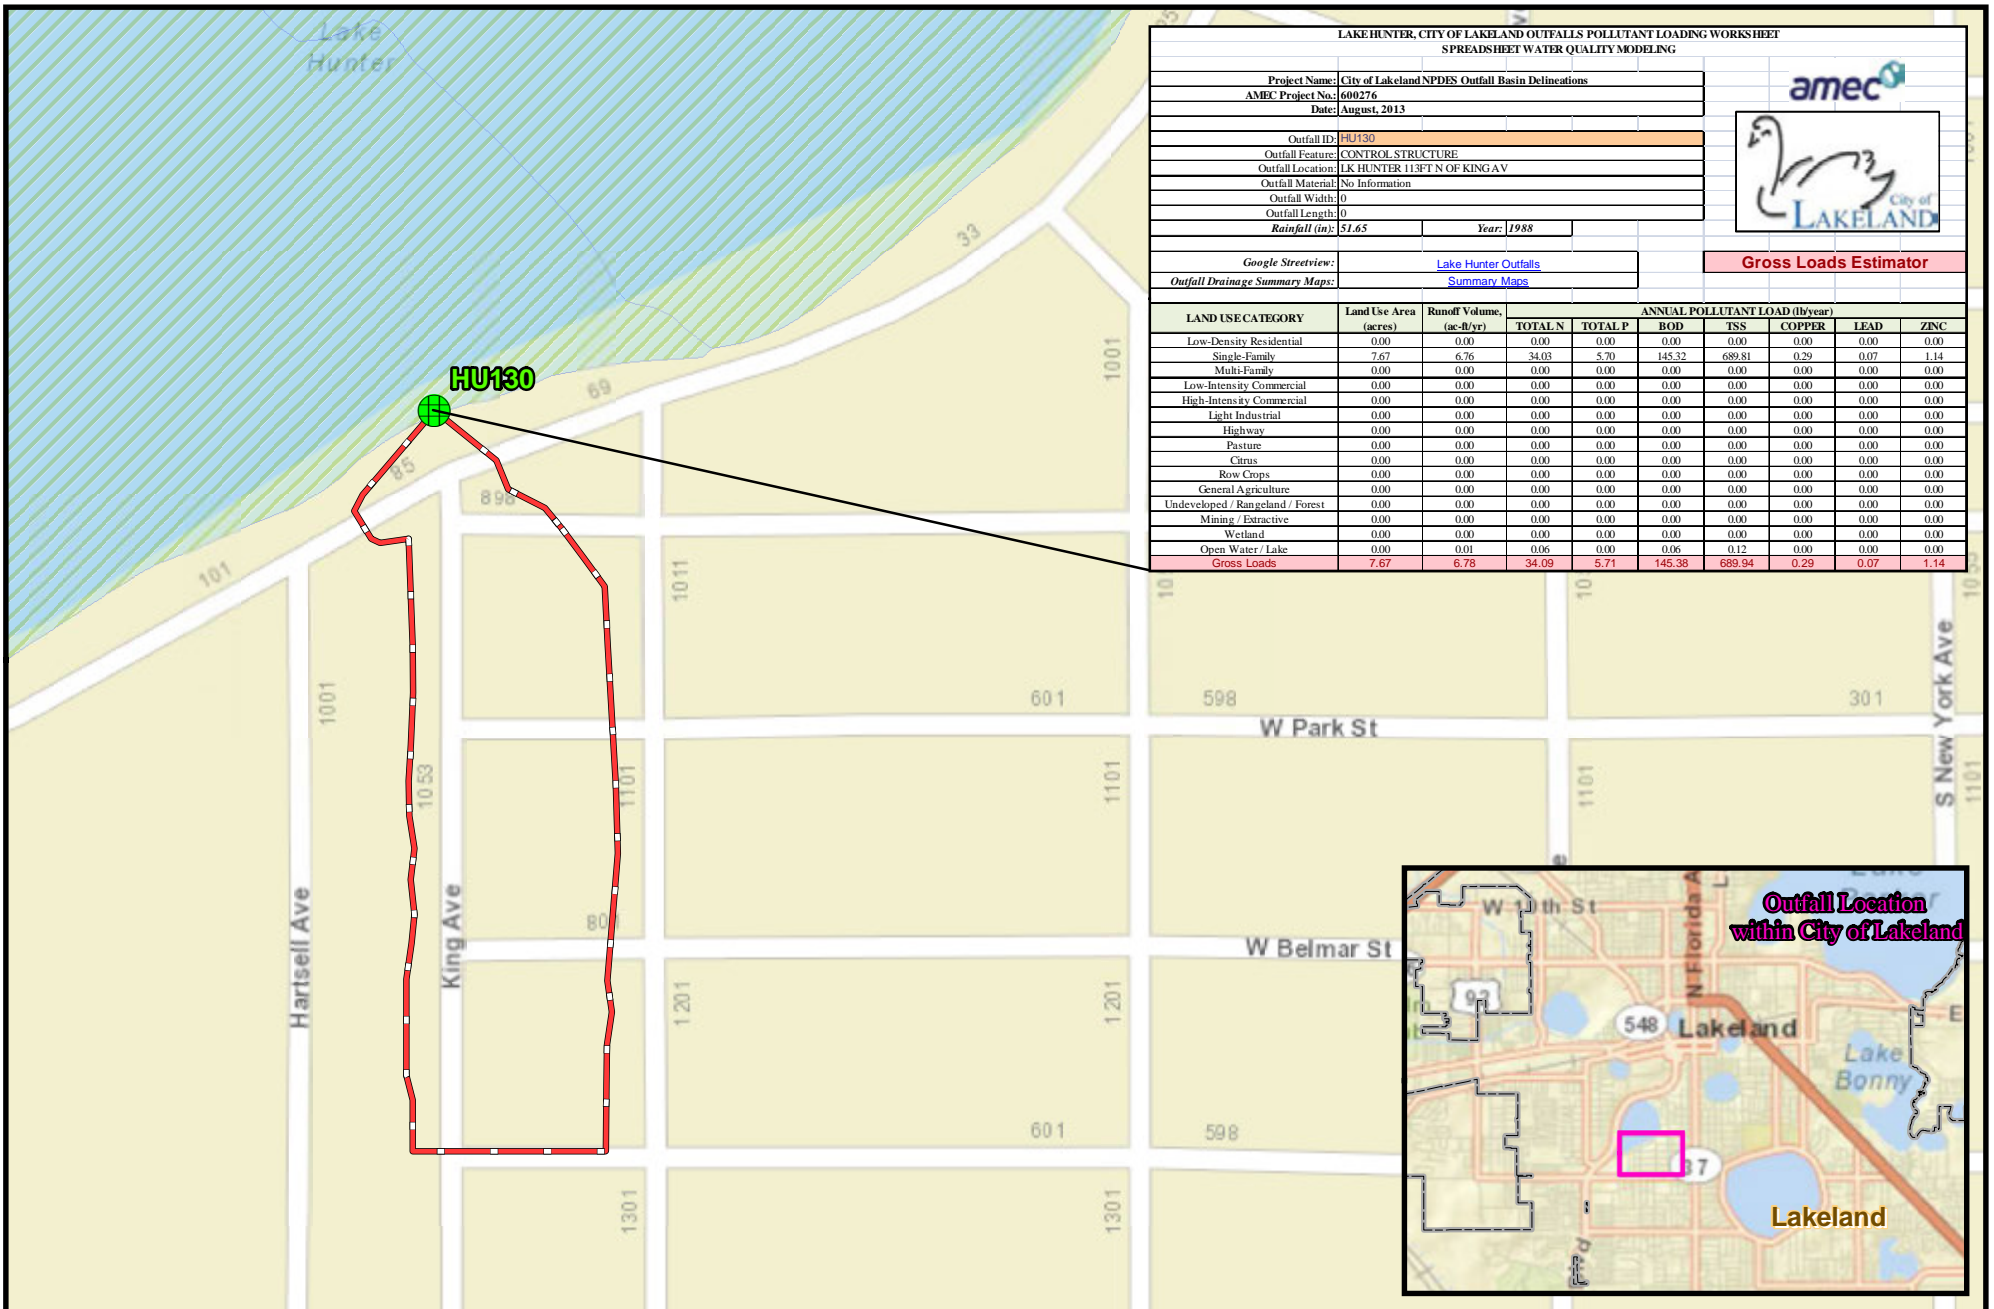 Lake
Hunter
LAKE HUNTER, CITY OF LAKELAND OUTFALLS POLLUTANT LOADING WORKSHEET
SPREADSHEET WATER QUALITY MODELING
Project Name: City of Lakeland NPDES Outfall Basin Delineations
AMEC Project No.: 600276
Date: August, 2013
amec
Outfall ID: HU130
Outfall Feature: CONTROL STRUCTURE
Outfall Location: LK HUNTER 113FT N OF KING AV
Outfall Material: No Information
Outfall Width: 0
Outfall Length: 0
Rainfall (in): 51.65 Year: 1988
City of
LAKELAND
Google Streetview: Lake Hunter Outfalls
Outfall Drainage Summary Maps: Summary Maps
Gross Loads Estimator
LAND USE CATEGORY Land Use Area (acres) Runoff Volume, (ac-ft/yr) ANNUAL POLLUTANT LOAD (lb/year)
TOTAL N TOTAL P BOD TSS COPPER LEAD ZINC
Low-Density Residential 0.00 0.00 0.00 0.00 0.00 0.00 0.00 0.00 0.00
Single-Family 7.67 6.76 34.03 5.70 145.32 689.81 0.29 0.07 1.14
Multi-Family 0.00 0.00 0.00 0.00 0.00 0.00 0.00 0.00 0.00
Low-Intensity Commercial 0.00 0.00 0.00 0.00 0.00 0.00 0.00 0.00 0.00
High-Intensity Commercial 0.00 0.00 0.00 0.00 0.00 0.00 0.00 0.00 0.00
Light Industrial 0.00 0.00 0.00 0.00 0.00 0.00 0.00 0.00 0.00
Highway 0.00 0.00 0.00 0.00 0.00 0.00 0.00 0.00 0.00
Pasture 0.00 0.00 0.00 0.00 0.00 0.00 0.00 0.00 0.00
Citrus 0.00 0.00 0.00 0.00 0.00 0.00 0.00 0.00 0.00
Row Crops 0.00 0.00 0.00 0.00 0.00 0.00 0.00 0.00 0.00
General Agriculture 0.00 0.00 0.00 0.00 0.00 0.00 0.00 0.00 0.00
Undeveloped / Rangeland / Forest 0.00 0.00 0.00 0.00 0.00 0.00 0.00 0.00 0.00
Mining / Extractive 0.00 0.00 0.00 0.00 0.00 0.00 0.00 0.00 0.00
Wetland 0.00 0.00 0.00 0.00 0.00 0.00 0.00 0.00 0.00
Open Water / Lake 0.00 0.01 0.06 0.00 0.06 0.12 0.00 0.00 0.00
Gross Loads 7.67 6.78 34.09 5.71 145.38 689.94 0.29 0.07 1.14
33
HU130
69
1001
85
898
101
1011
1001
601
598
301
W Park St
S New York Ave
1053
1101
1101
1101
1101
801
Hartsell Ave
King Ave
W Belmar St
1201
1201
601
598
1301
1301
Outfall Location
within City of Lakeland
N Florida A
92
548
Lakeland
Lake
Bonny
37
Lakeland